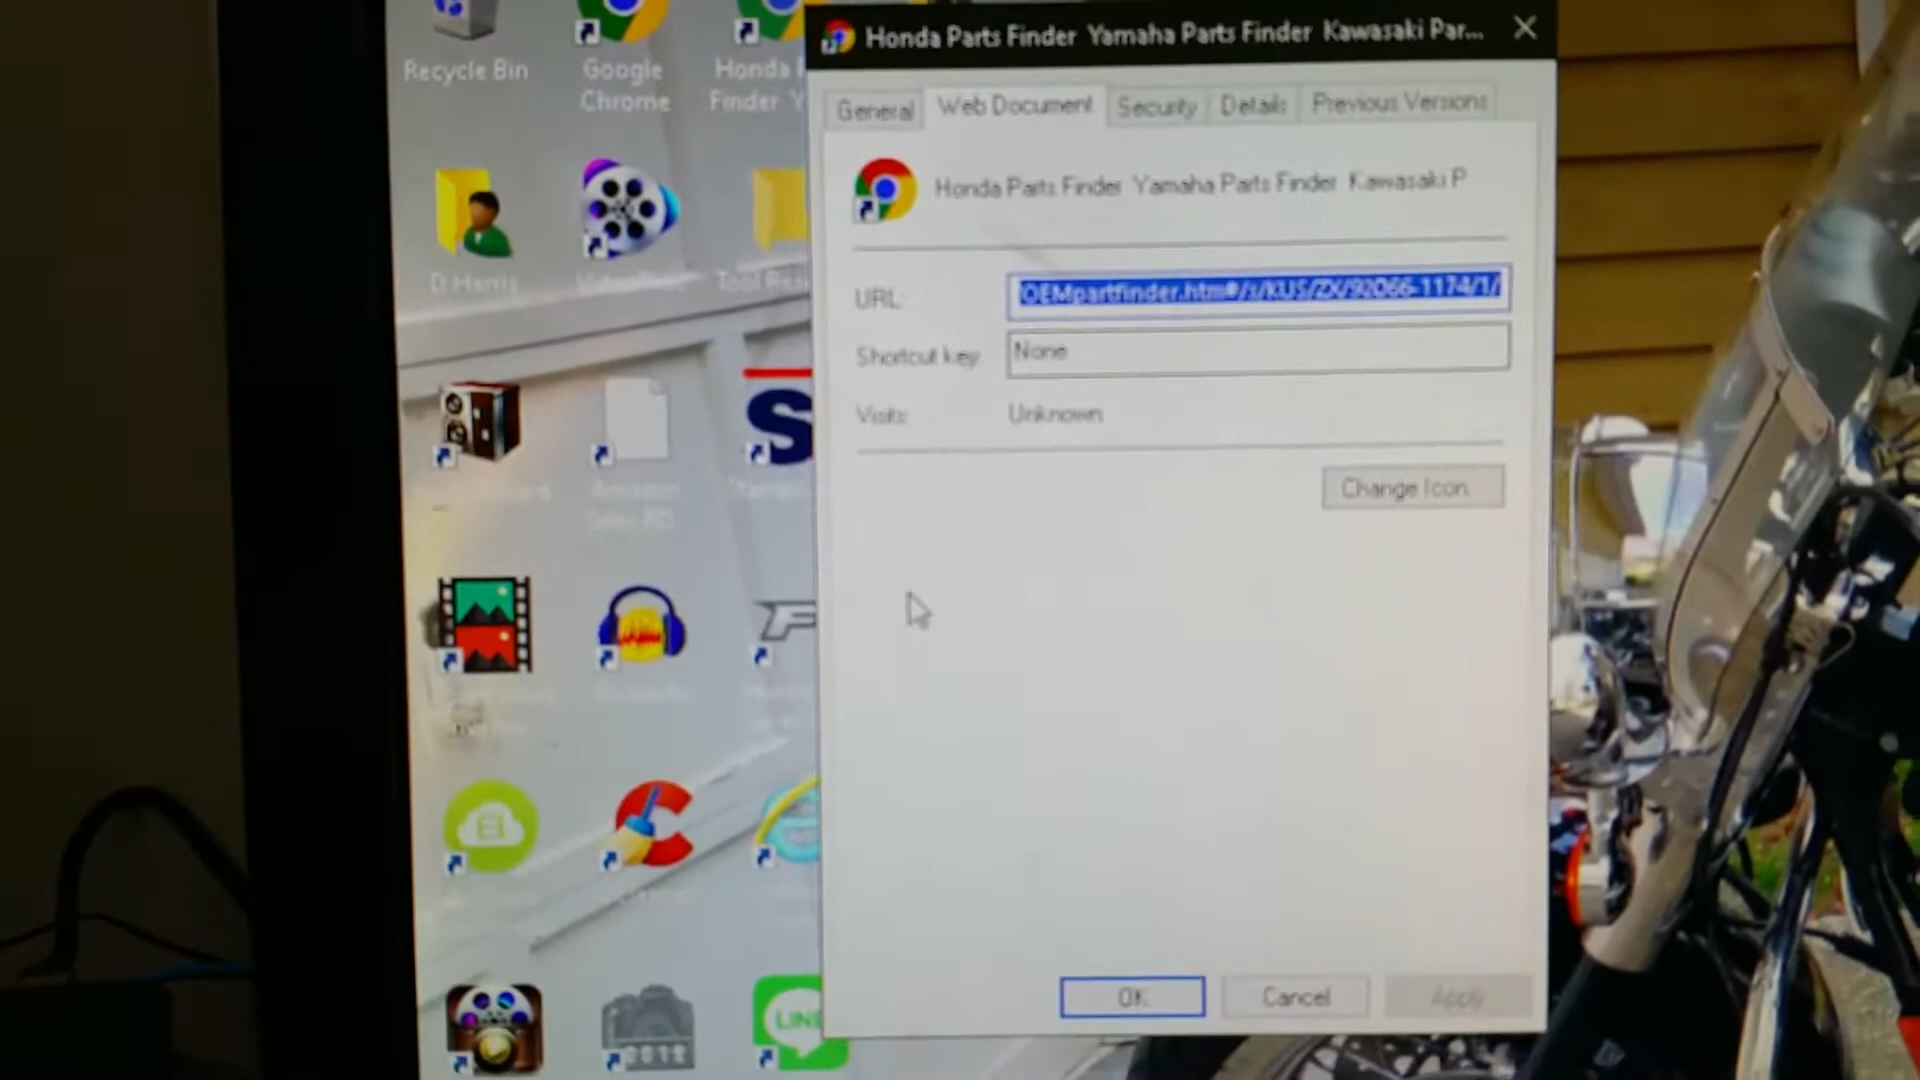 Honda Parts Finder Yamaha Parts Finder Kawasaki Par...
Recycle Bin
Google
Chrome
Honda
Finder
General
Web Document
Security
Details
Previous Versions
Honda Parts Finder Yamaha Parts Finder Kawasaki P
D Harris
URL:
OEMpartfinder.htm#/s/KUS/ZX/92066-1174/1/
Shortcut key:
None
Visits:
Unknown
Change Icon...
S
OK
Cancel
Apply
LINE